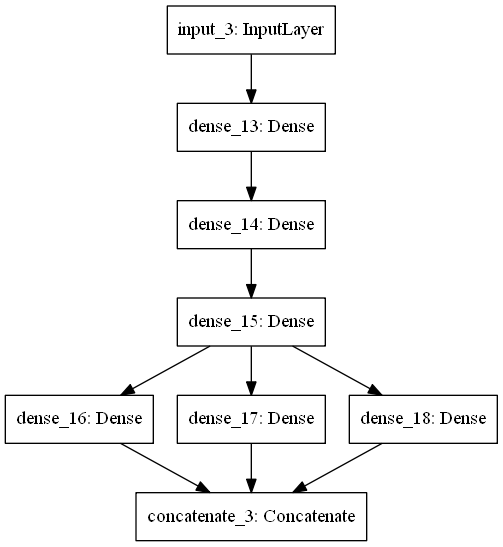 input_3: InputLayer
dense_13: Dense
dense_14: Dense
dense_15: Dense
dense_16: Dense
dense_17: Dense
dense_18: Dense
concatenate_3: Concatenate